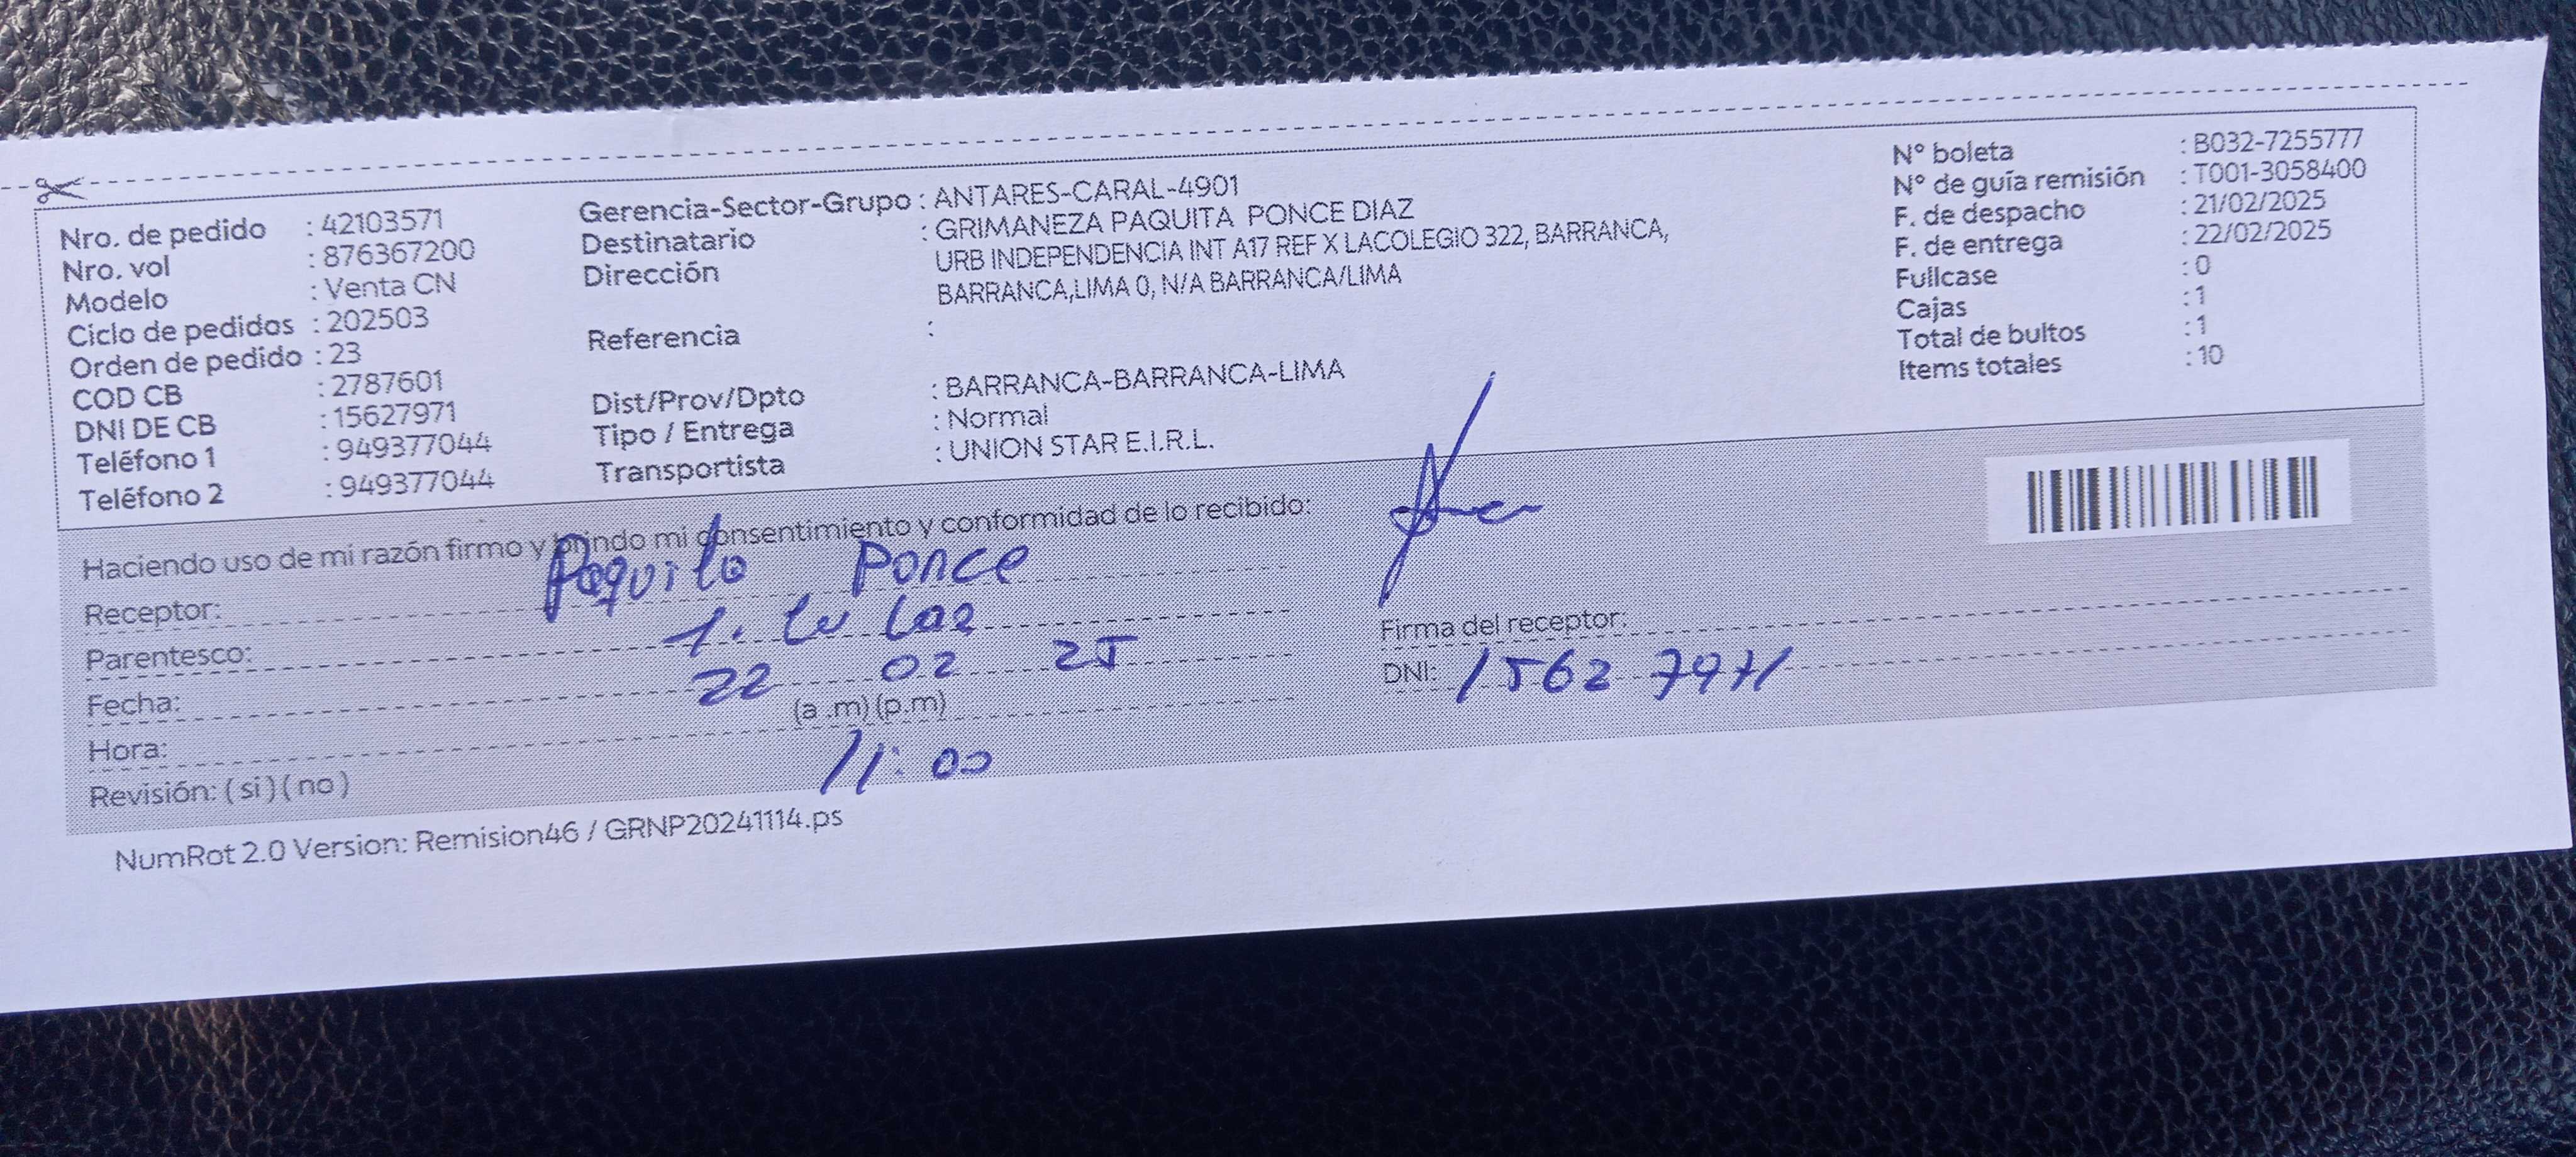 Nro. de pedido : 42103571
Nro. vol : 876367200
Modelo : Venta CN
Ciclo de pedidos : 202503
Orden de pedido : 23
COD CB : 2787601
DNI DE CB : 15627971
Teléfono 1 : 949377044
Teléfono 2 : 949377044
Gerencia-Sector-Grupo : ANTARES-CARAL-4901
Destinatario : GRIMANEZA PAQUITA PONCE DIAZ
Dirección URB INDEPENDENCIA INT A17 REF X LACOLEGIO 322, BARRANCA,
BARRANCA,LIMA 0, N/A BARRANCA/LIMA
Referencia :
Dist/Prov/Dpto : BARRANCA-BARRANCA-LIMA
Tipo / Entrega : Normal
Transportista : UNION STAR E.I.R.L.
N° boleta : B032-7255777
N° de guía remisión : T001-3058400
F. de despacho : 21/02/2025
F. de entrega : 22/02/2025
Fullcase : 0
Cajas : 1
Total de bultos : 1
Items totales : 10
Haciendo uso de mi razón firmo y brindo mi consentimiento y conformidad de lo recibido:
Receptor: Paquita Ponce
Parentesco:
Fecha: 22 02 25
Hora: (a .m) (p.m)
11:00
Revisión: ( si ) ( no )
Firma del receptor:
DNI: 15627971
NumRot 2.0 Version: Remision46 / GRNP20241114.ps